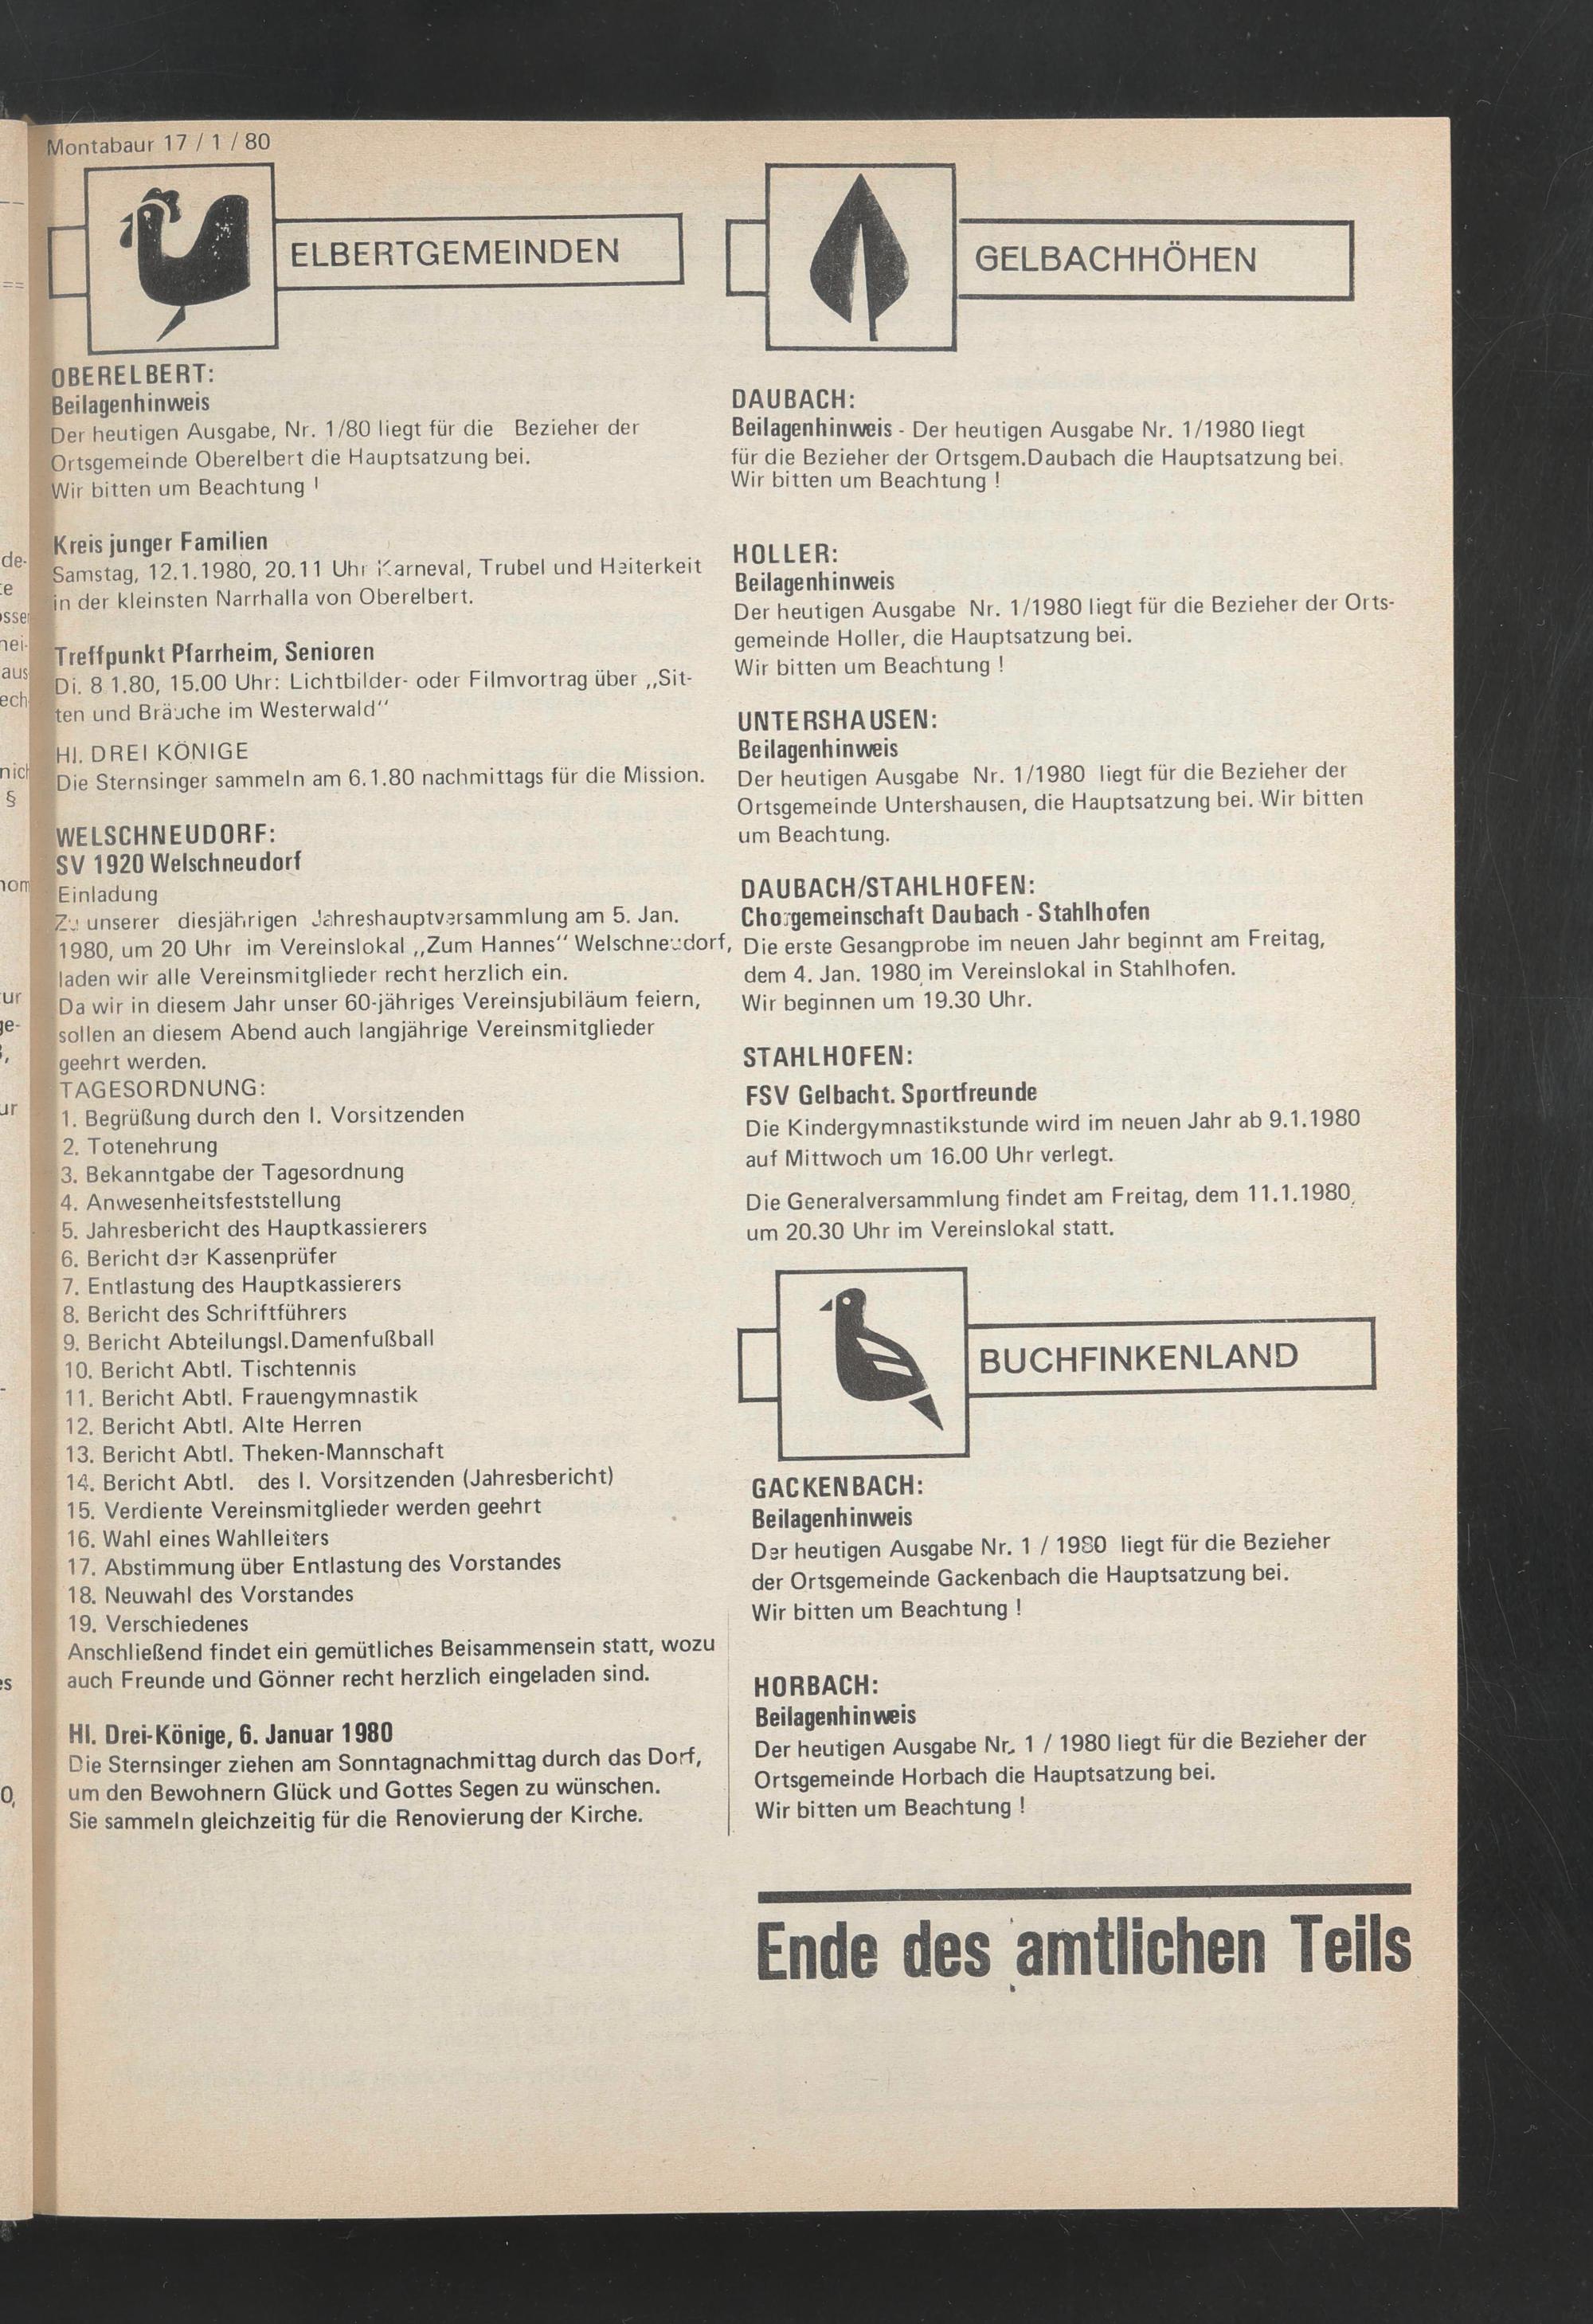 Montabaur 17 / 1 / 80
ELBERTGEMEINDEN
OBERELBERT:
Beilagenhinweis
Der heutigen Ausgabe, Nr. 1/80 liegt für die Bezieher der
Ortsgemeinde Oberelbert die Hauptsatzung bei.
Wir bitten um Beachtung !
Kreis junger Familien
Samstag, 12.1.1980, 20.11 Uhr Karneval, Trubel und Heiterkeit
in der kleinsten Narrhalla von Oberelbert.
Treffpunkt Pfarrheim, Senioren
Di. 8.1.80, 15.00 Uhr: Lichtbilder- oder Filmvortrag über ,,Sit-
ten und Bräuche im Westerwald''
Hl. DREI KÖNIGE
Die Sternsinger sammeln am 6.1.80 nachmittags für die Mission.
WELSCHNEUDORF:
SV 1920 Welschneudorf
Einladung
Zu unserer diesjährigen Jahreshauptversammlung am 5. Jan.
1980, um 20 Uhr im Vereinslokal ,,Zum Hannes'' Welschneudorf,
laden wir alle Vereinsmitglieder recht herzlich ein.
Da wir in diesem Jahr unser 60-jähriges Vereinsjubiläum feiern,
sollen an diesem Abend auch langjährige Vereinsmitglieder
geehrt werden.
TAGESORDNUNG:
1. Begrüßung durch den I. Vorsitzenden
2. Totenehrung
3. Bekanntgabe der Tagesordnung
4. Anwesenheitsfeststellung
5. Jahresbericht des Hauptkassierers
6. Bericht der Kassenprüfer
7. Entlastung des Hauptkassierers
8. Bericht des Schriftführers
9. Bericht Abteilungsl.Damenfußball
10. Bericht Abtl. Tischtennis
11. Bericht Abtl. Frauengymnastik
12. Bericht Abtl. Alte Herren
13. Bericht Abtl. Theken-Mannschaft
14. Bericht Abtl. des I. Vorsitzenden (Jahresbericht)
15. Verdiente Vereinsmitglieder werden geehrt
16. Wahl eines Wahlleiters
17. Abstimmung über Entlastung des Vorstandes
18. Neuwahl des Vorstandes
19. Verschiedenes
Anschließend findet ein gemütliches Beisammensein statt, wozu
auch Freunde und Gönner recht herzlich eingeladen sind.
Hl. Drei-Könige, 6. Januar 1980
Die Sternsinger ziehen am Sonntagnachmittag durch das Dorf,
um den Bewohnern Glück und Gottes Segen zu wünschen.
Sie sammeln gleichzeitig für die Renovierung der Kirche.
GELBACHHÖHEN
DAUBACH:
Beilagenhinweis - Der heutigen Ausgabe Nr. 1/1980 liegt
für die Bezieher der Ortsgem.Daubach die Hauptsatzung bei.
Wir bitten um Beachtung !
HOLLER:
Beilagenhinweis
Der heutigen Ausgabe Nr. 1/1980 liegt für die Bezieher der Orts-
gemeinde Holler, die Hauptsatzung bei.
Wir bitten um Beachtung !
UNTERSHAUSEN:
Beilagenhinweis
Der heutigen Ausgabe Nr. 1/1980 liegt für die Bezieher der
Ortsgemeinde Untershausen, die Hauptsatzung bei. Wir bitten
um Beachtung.
DAUBACH/STAHLHOFEN:
Chorgemeinschaft Daubach - Stahlhofen
Die erste Gesangprobe im neuen Jahr beginnt am Freitag,
dem 4. Jan. 1980 im Vereinslokal in Stahlhofen.
Wir beginnen um 19.30 Uhr.
STAHLHOFEN:
FSV Gelbacht. Sportfreunde
Die Kindergymnastikstunde wird im neuen Jahr ab 9.1.1980
auf Mittwoch um 16.00 Uhr verlegt.
Die Generalversammlung findet am Freitag, dem 11.1.1980,
um 20.30 Uhr im Vereinslokal statt.
BUCHFINKENLAND
GACKENBACH:
Beilagenhinweis
Der heutigen Ausgabe Nr. 1 / 1980 liegt für die Bezieher
der Ortsgemeinde Gackenbach die Hauptsatzung bei.
Wir bitten um Beachtung !
HORBACH:
Beilagenhinweis
Der heutigen Ausgabe Nr. 1 / 1980 liegt für die Bezieher der
Ortsgemeinde Horbach die Hauptsatzung bei.
Wir bitten um Beachtung !
Ende des amtlichen Teils